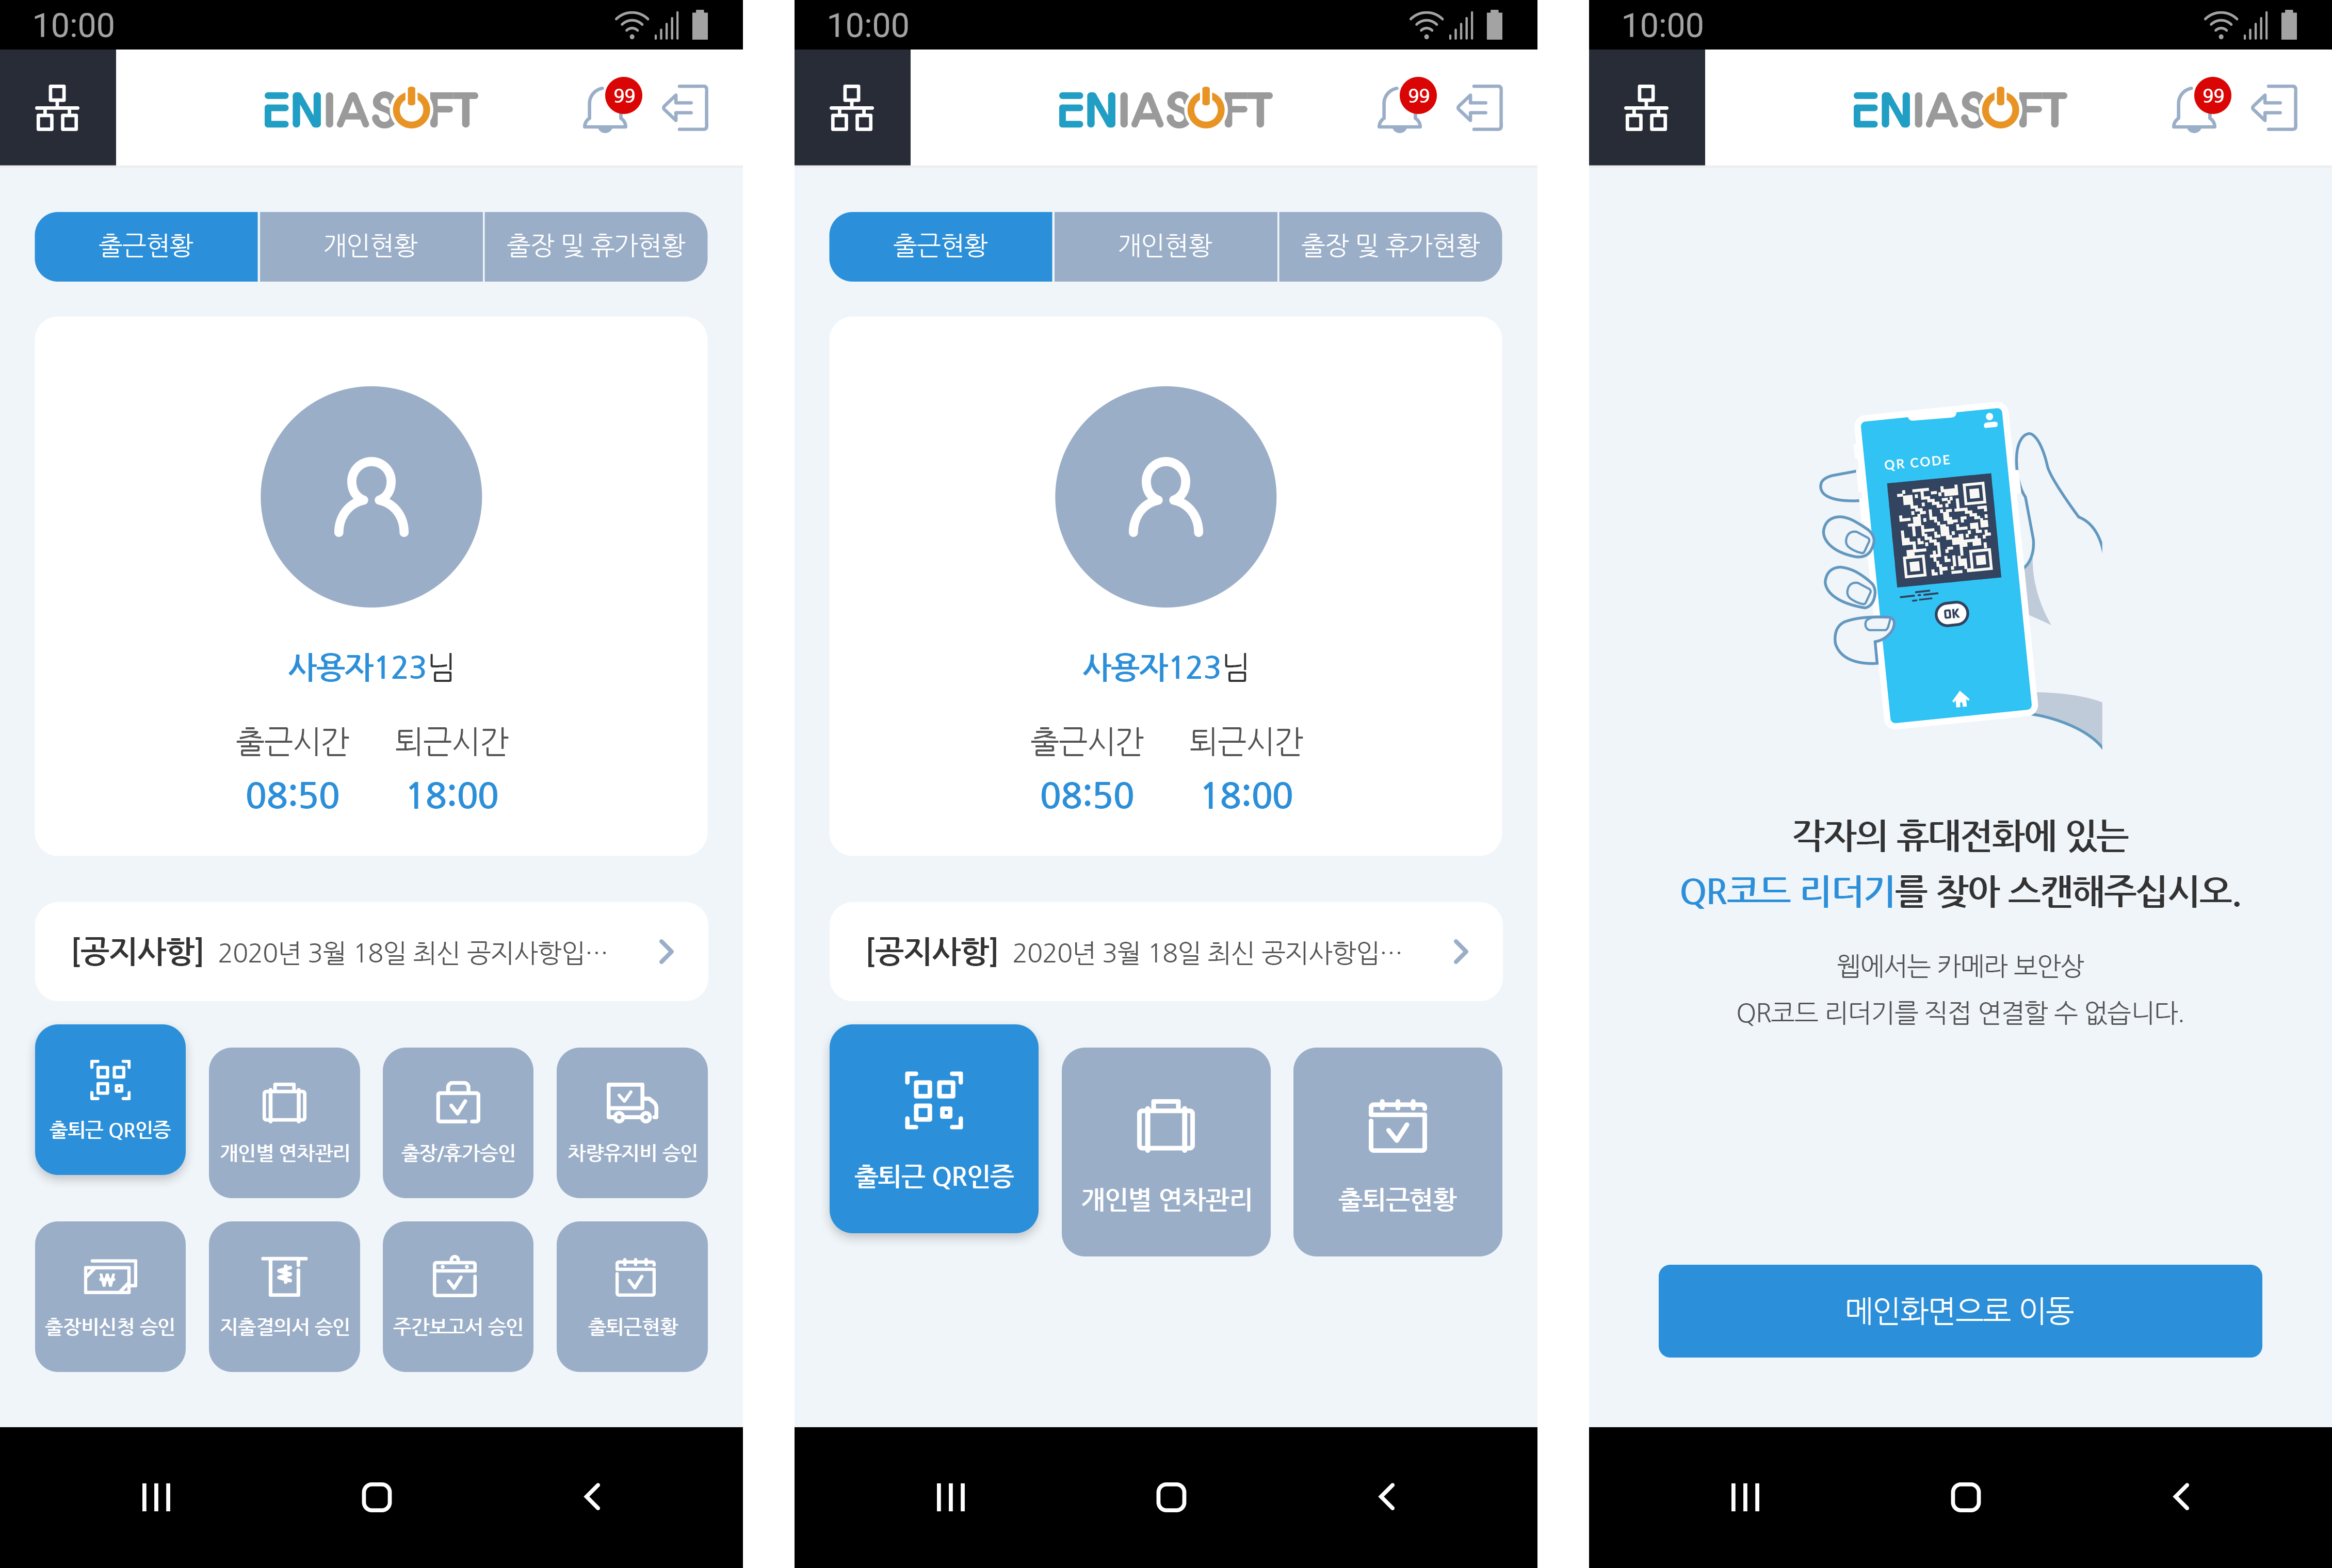 10:00
ENIASOFT
99
출근현황
개인현황
출장 및 휴가현황
사용자123님
출근시간
퇴근시간
08:50
18:00
[공지사항] 2020년 3월 18일 최신 공지사항입…
출퇴근 QR인증
개인별 연차관리
출장/휴가승인
차량유지비 승인
출장비신청 승인
지출결의서 승인
주간보고서 승인
출퇴근현황
10:00
ENIASOFT
99
출근현황
개인현황
출장 및 휴가현황
사용자123님
출근시간
퇴근시간
08:50
18:00
[공지사항] 2020년 3월 18일 최신 공지사항입…
출퇴근 QR인증
개인별 연차관리
출퇴근현황
10:00
ENIASOFT
99
QR CODE
OK
각자의 휴대전화에 있는
QR코드 리더기를 찾아 스캔해주십시오.
웹에서는 카메라 보안상
QR코드 리더기를 직접 연결할 수 없습니다.
메인화면으로 이동